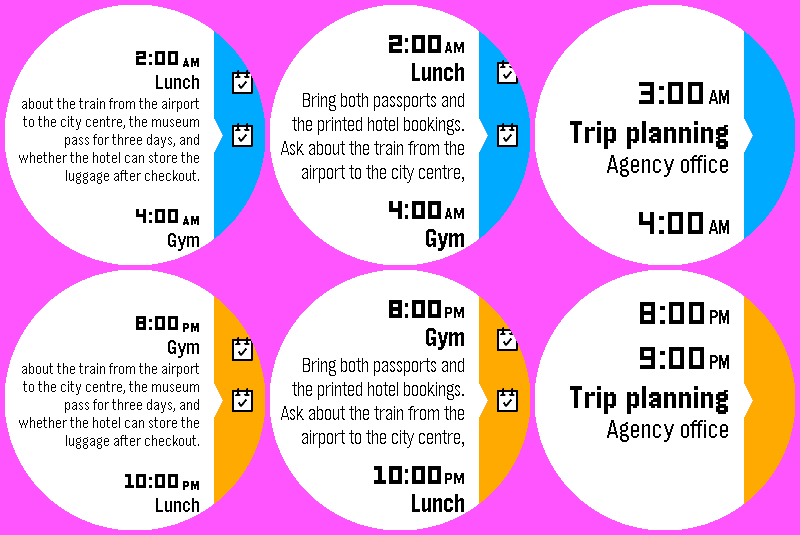 2:00 AM
Lunch
about the train from the airport
to the city centre, the museum
pass for three days, and
whether the hotel can store the
luggage after checkout.
4:00 AM
Gym
2:00 AM
Lunch
Bring both passports and
the printed hotel bookings.
Ask about the train from the
airport to the city centre,
4:00 AM
Gym
3:00 AM
Trip planning
Agency office
4:00 AM
8:00 PM
Gym
about the train from the airport
to the city centre, the museum
pass for three days, and
whether the hotel can store the
luggage after checkout.
10:00 PM
Lunch
8:00 PM
Gym
Bring both passports and
the printed hotel bookings.
Ask about the train from the
airport to the city centre,
10:00 PM
Lunch
8:00 PM
9:00 PM
Trip planning
Agency office